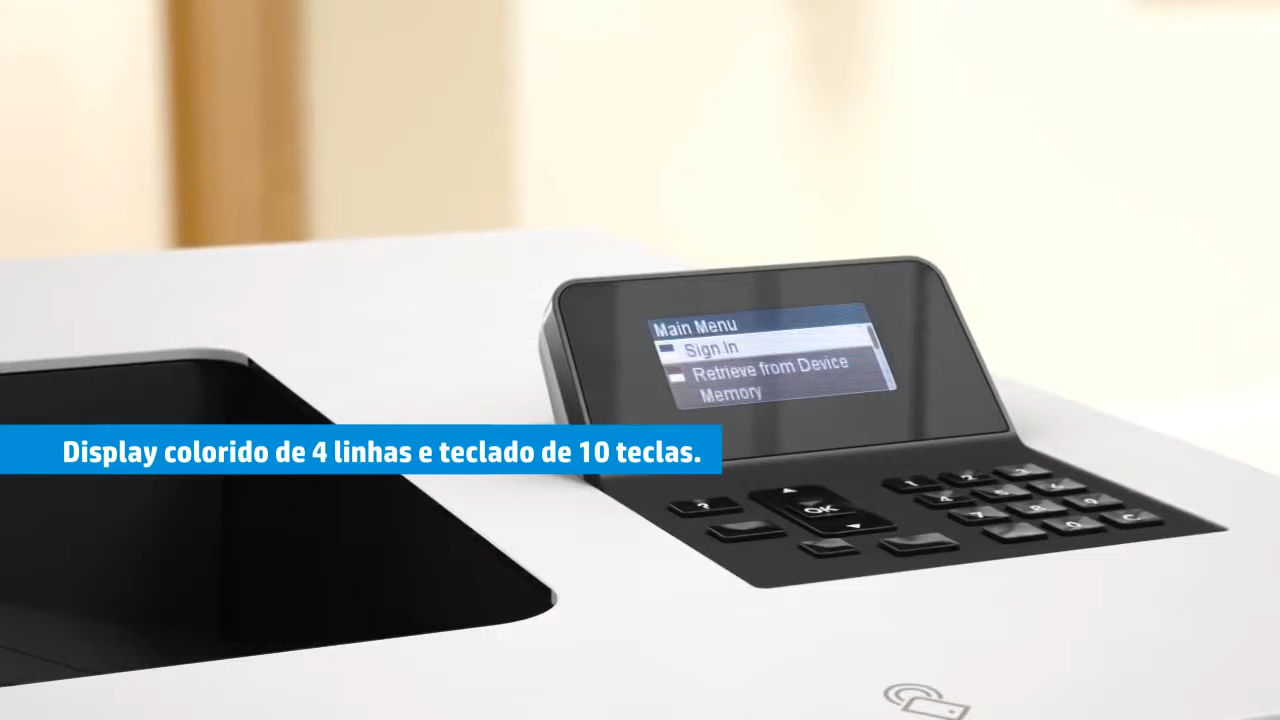 Main Menu
Sign In
Retrieve from Device
Memory
Display colorido de 4 linhas e teclado de 10 teclas.
? OK
1 2 3
4 5 6
7 8 9
0 C